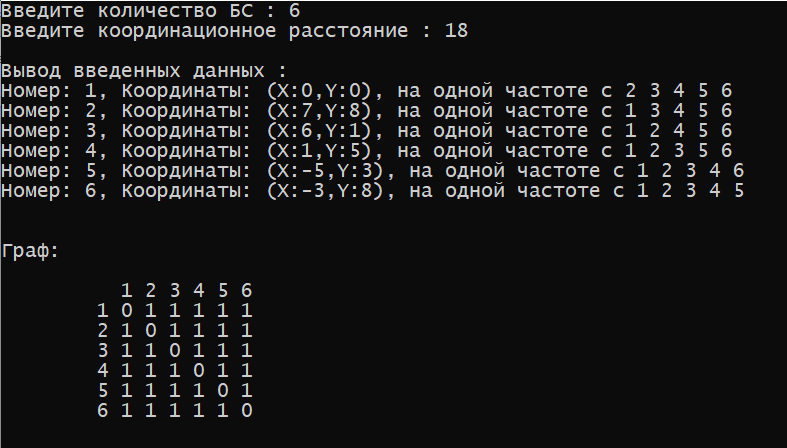 Введите количество БС : 6
Введите координационное расстояние : 18
Вывод введенных данных :
Номер: 1, Координаты: (X:0,Y:0), на одной частоте с 2 3 4 5 6
Номер: 2, Координаты: (X:7,Y:8), на одной частоте с 1 3 4 5 6
Номер: 3, Координаты: (X:6,Y:1), на одной частоте с 1 2 4 5 6
Номер: 4, Координаты: (X:1,Y:5), на одной частоте с 1 2 3 5 6
Номер: 5, Координаты: (X:-5,Y:3), на одной частоте с 1 2 3 4 6
Номер: 6, Координаты: (X:-3,Y:8), на одной частоте с 1 2 3 4 5
Граф:
1 2 3 4 5 6
1 0 1 1 1 1 1
2 1 0 1 1 1 1
3 1 1 0 1 1 1
4 1 1 1 0 1 1
5 1 1 1 1 0 1
6 1 1 1 1 1 0